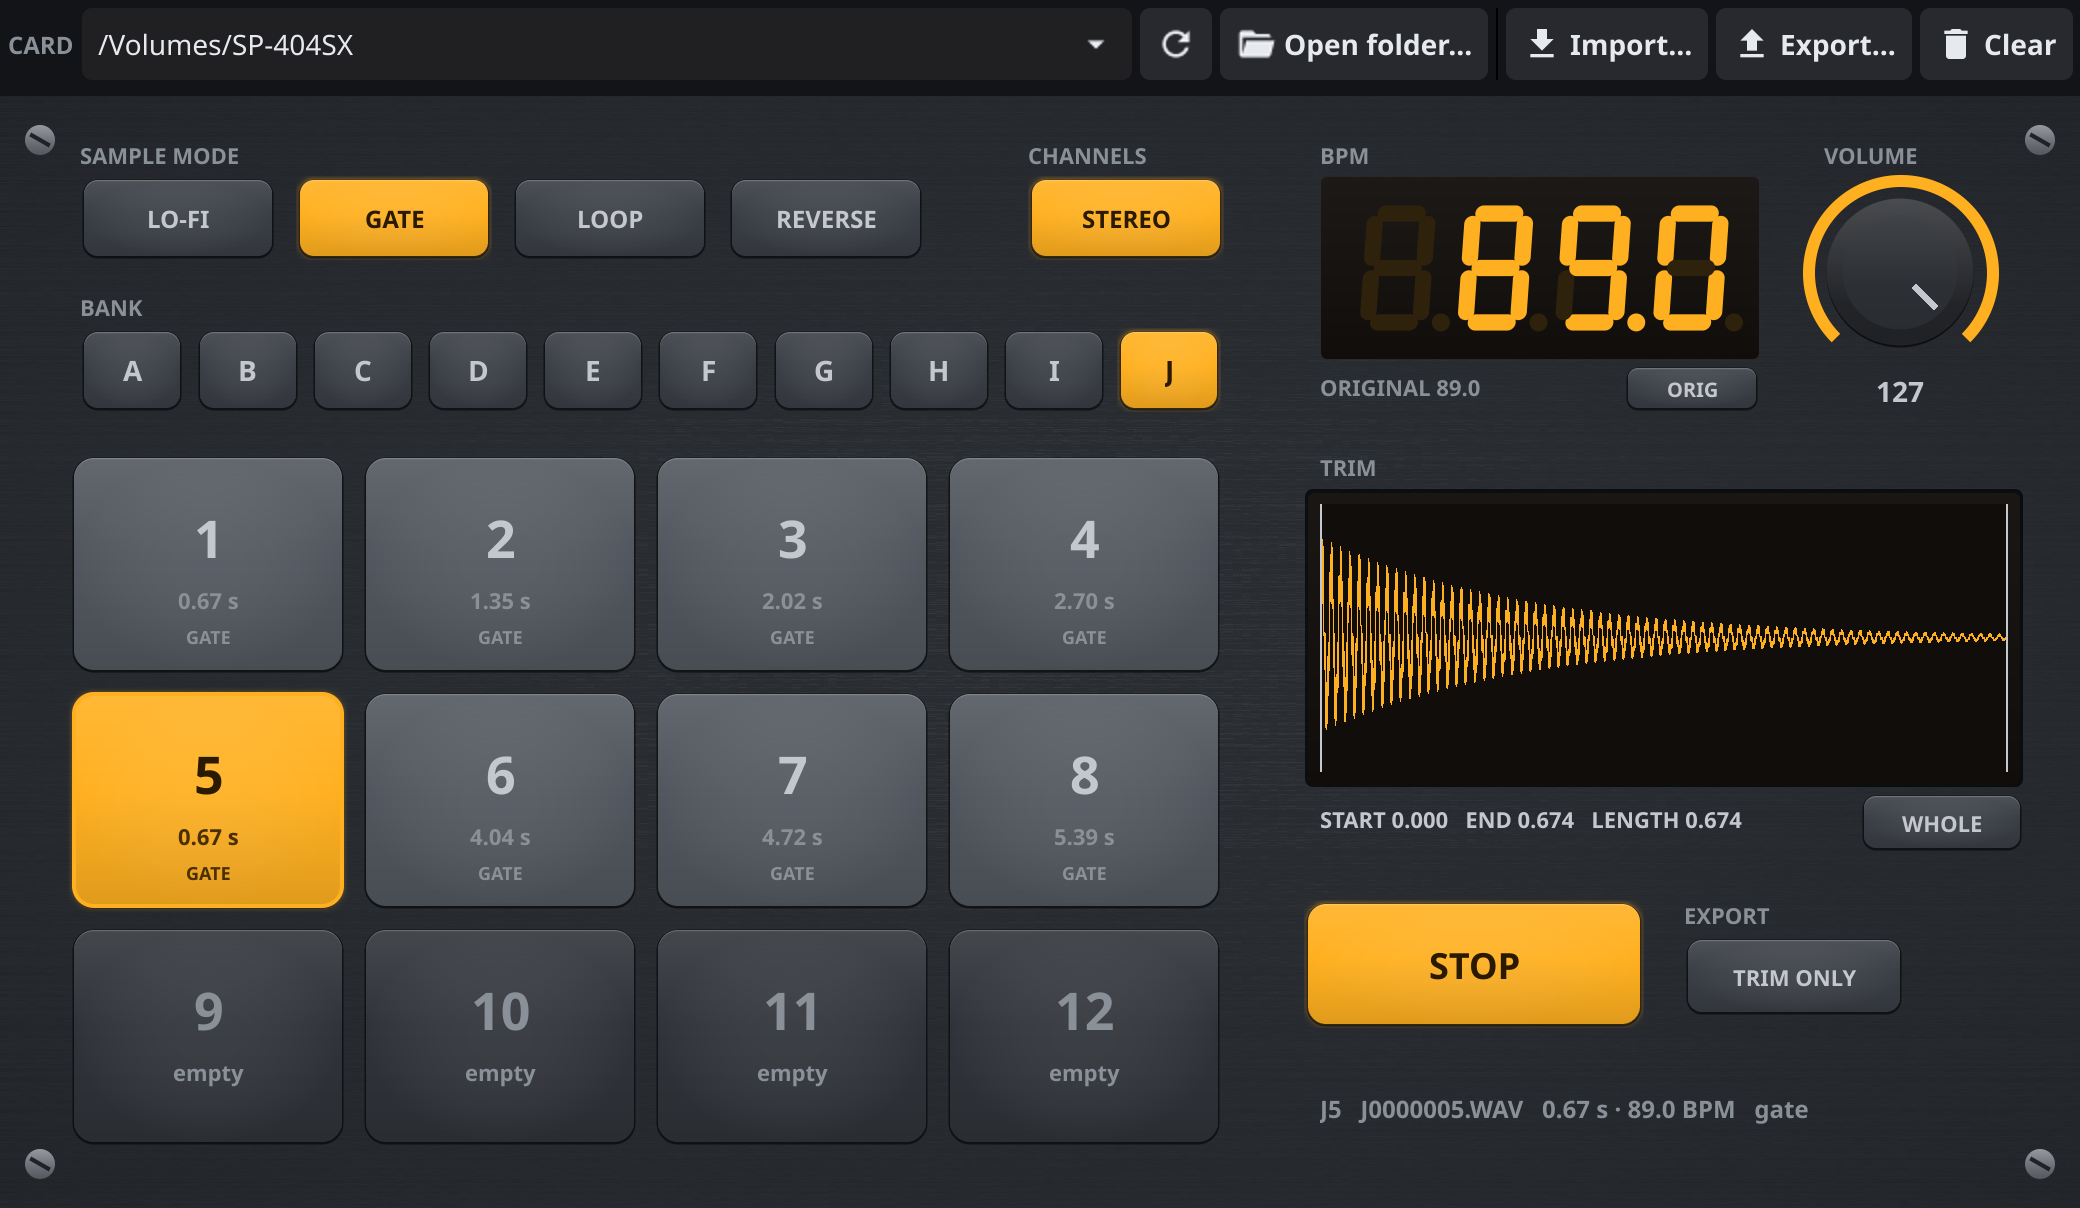 CARD /Volumes/SP-404SX Open folder... Import... Export... Clear
SAMPLE MODE CHANNELS BPM VOLUME
LO-FI GATE LOOP REVERSE STEREO
89.0
BANK
A B C D E F G H I J
ORIGINAL 89.0 ORIG 127
TRIM
1 2 3 4
0.67 s 1.35 s 2.02 s 2.70 s
GATE GATE GATE GATE
5 6 7 8
0.67 s 4.04 s 4.72 s 5.39 s
GATE GATE GATE GATE
START 0.000 END 0.674 LENGTH 0.674 WHOLE
EXPORT
STOP TRIM ONLY
9 10 11 12
empty empty empty empty
J5 J0000005.WAV 0.67 s · 89.0 BPM gate